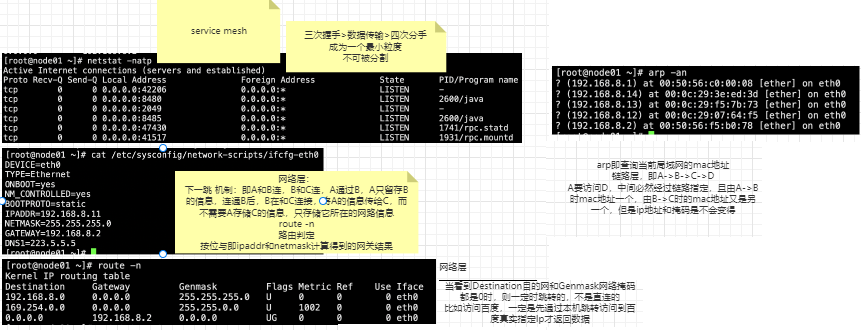 service mesh
三次握手>数据传输>四次分手
成为一个最小粒度
不可被分割
[root@node01 ~]# netstat -natp
Active Internet connections (servers and established)
Proto Recv-Q Send-Q Local Address Foreign Address State PID/Program name
tcp 0 0 0.0.0.0:42206 0.0.0.0:* LISTEN -
tcp 0 0 0.0.0.0:8480 0.0.0.0:* LISTEN 2600/java
tcp 0 0 0.0.0.0:2049 0.0.0.0:* LISTEN -
tcp 0 0 0.0.0.0:8485 0.0.0.0:* LISTEN 2600/java
tcp 0 0 0.0.0.0:47430 0.0.0.0:* LISTEN 1741/rpc.statd
tcp 0 0 0.0.0.0:41517 0.0.0.0:* LISTEN 1931/rpc.mountd
[root@node01 ~]# arp -an
? (192.168.8.1) at 00:50:56:c0:00:08 [ether] on eth0
? (192.168.8.14) at 00:0c:29:3e:ed:3d [ether] on eth0
? (192.168.8.13) at 00:0c:29:f5:7b:73 [ether] on eth0
? (192.168.8.12) at 00:0c:29:07:64:f5 [ether] on eth0
? (192.168.8.2) at 00:50:56:f5:b0:78 [ether] on eth0
[root@node01 ~]# cat /etc/sysconfig/network-scripts/ifcfg-eth0
DEVICE=eth0
TYPE=Ethernet
ONBOOT=yes
NM_CONTROLLED=yes
BOOTPROTO=static
IPADDR=192.168.8.11
NETMASK=255.255.255.0
GATEWAY=192.168.8.2
DNS1=223.5.5.5
网络层:
下一跳 机制：即A和B连，B和C连，A通过B，A只留存B
的信息，连通B后，B在和C连接，将A的信息传给C，而
不需要A存储C的信息，只存储它所在的网路信息
route -n
路由判定
按位与即ipaddr和netmask计算得到的网关结果
arp即查询当前局域网的mac地址
链路层，即A->B->C->D
A要访问D，中间必然经过链路指定，且由A->B
时mac地址一个，由B->C时的mac地址又是另
一个，但是ip地址和掩码是不会变得
[root@node01 ~]# route -n
Kernel IP routing table
Destination Gateway Genmask Flags Metric Ref Use Iface
192.168.8.0 0.0.0.0 255.255.255.0 U 0 0 0 eth0
169.254.0.0 0.0.0.0 255.255.0.0 U 1002 0 0 eth0
0.0.0.0 192.168.8.2 0.0.0.0 UG 0 0 0 eth0
网络层
当看到Destination目的网和Genmask网络掩码
都是0时，则一定时跳转的，不是直连的
比如访问百度，一定是先通过本机跳转访问到百
度真实指定ip才返回数据